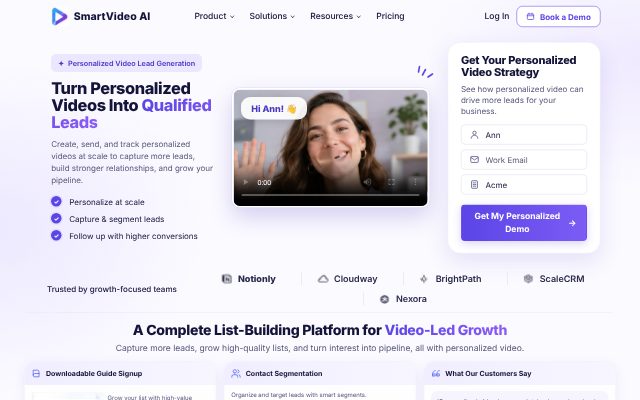 SmartVideo AI
Product
Solutions
Resources
Pricing
Log In
Book a Demo
Personalized Video Lead Generation
Turn Personalized
Videos Into Qualified
Leads
Create, send, and track personalized
videos at scale to capture more leads,
build stronger relationships, and grow your
pipeline.
Personalize at scale
Capture & segment leads
Follow up with higher conversions
Hi Ann! 👋
0:00
Get Your Personalized
Video Strategy
See how personalized video can
drive more leads for your
business.
Ann
Work Email
Acme
Get My Personalized
Demo
Trusted by growth-focused teams
Notionly
Cloudway
BrightPath
ScaleCRM
Nexora
A Complete List-Building Platform for Video-Led Growth
Capture more leads, grow high-quality lists, and turn interest into pipeline, all with personalized video.
Downloadable Guide Signup
Grow your list with high-value
Contact Segmentation
Organize and target leads with smart segments.
What Our Customers Say